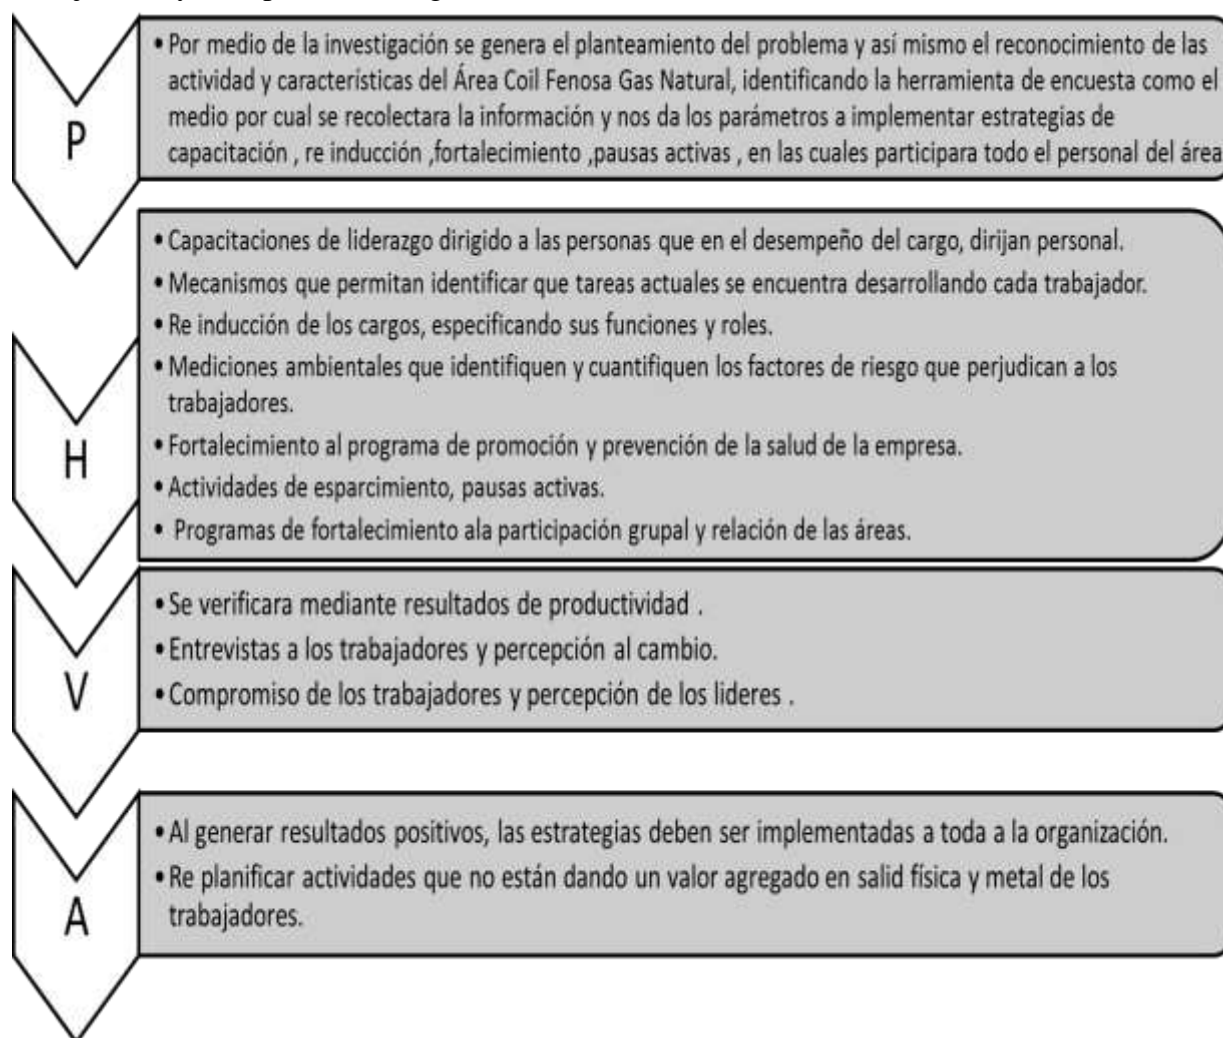 P
• Por medio de la investigación se genera el planteamiento del problema y así mismo el reconocimiento de las
actividad y características del Área Coil Fenosa Gas Natural, identificando la herramienta de encuesta como el
medio por cual se recolectara la información y nos da los parámetros a implementar estrategias de
capacitación , re inducción ,fortalecimiento ,pausas activas , en las cuales participara todo el personal del área
H
• Capacitaciones de liderazgo dirigido a las personas que en el desempeño del cargo, dirijan personal.
• Mecanismos que permitan identificar que tareas actuales se encuentra desarrollando cada trabajador.
• Re inducción de los cargos, especificando sus funciones y roles.
• Mediciones ambientales que identifiquen y cuantifiquen los factores de riesgo que perjudican a los
trabajadores.
• Fortalecimiento al programa de promoción y prevención de la salud de la empresa.
• Actividades de esparcimiento, pausas activas.
• Programas de fortalecimiento ala participación grupal y relación de las áreas.
V
• Se verificara mediante resultados de productividad .
• Entrevistas a los trabajadores y percepción al cambio.
• Compromiso de los trabajadores y percepción de los lideres .
A
• Al generar resultados positivos, las estrategias deben ser implementadas a toda a la organización.
• Re planificar actividades que no están dando un valor agregado en salid física y metal de los
trabajadores.